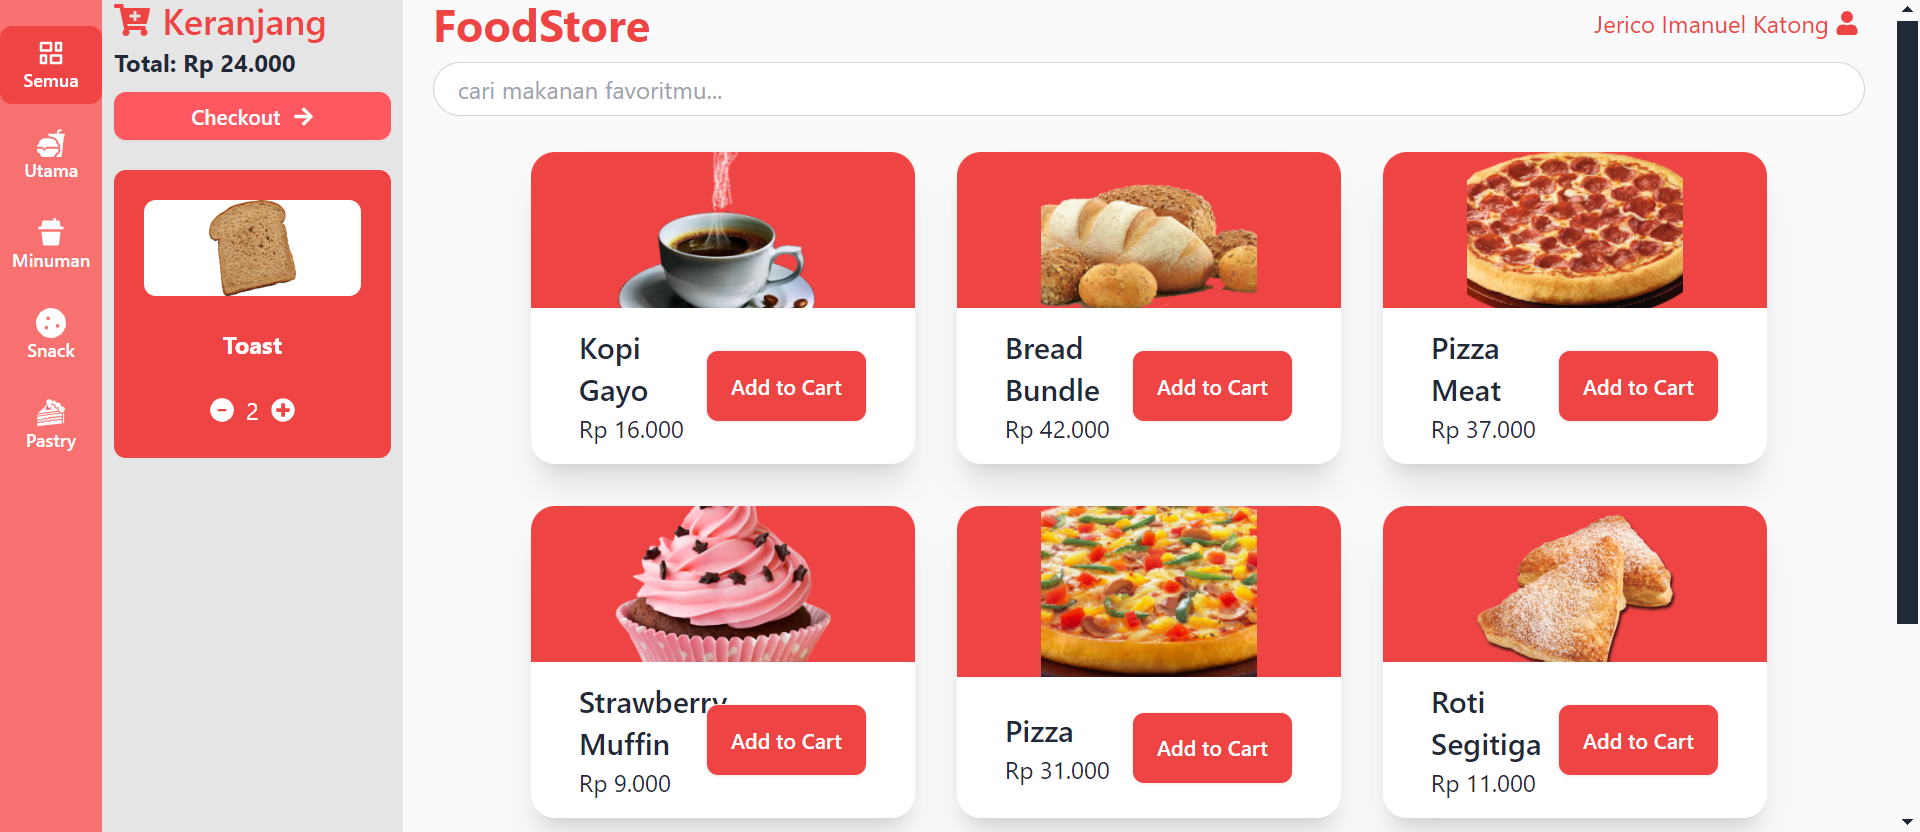 Semua
Utama
Minuman
Snack
Pastry
Keranjang
Total: Rp 24.000
Checkout
Toast
2
FoodStore
Jerico Imanuel Katong
cari makanan favoritmu...
Kopi
Gayo
Rp 16.000
Add to Cart
Bread
Bundle
Rp 42.000
Add to Cart
Pizza
Meat
Rp 37.000
Add to Cart
Strawberry
Muffin
Rp 9.000
Add to Cart
Pizza
Rp 31.000
Add to Cart
Roti
Segitiga
Rp 11.000
Add to Cart